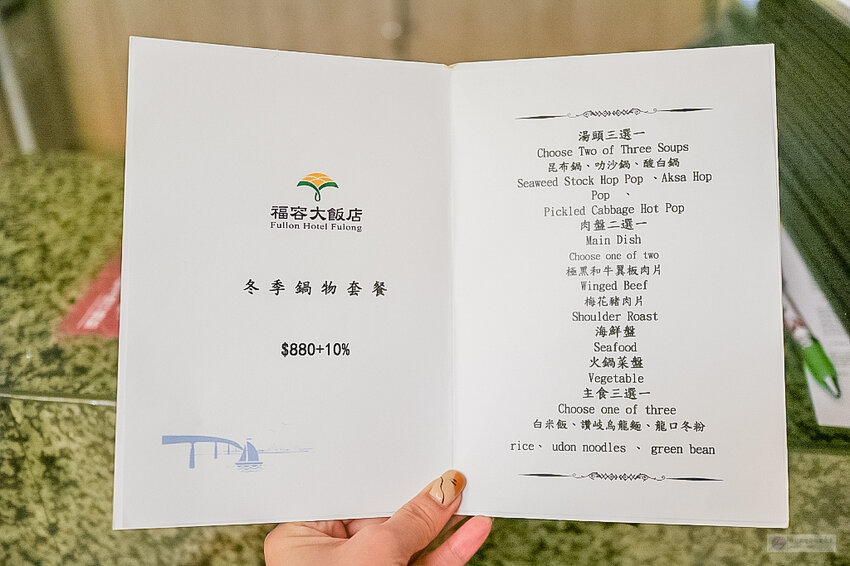 福容大飯店
Fullon Hotel Fulong
冬季鍋物套餐
$880+10%
湯頭三選一
Choose Two of Three Soups
昆布鍋、叻沙鍋、酸白鍋
Seaweed Stock Hop Pop 、Aksa Hop
Pop 、
Pickled Cabbage Hot Pop
肉盤二選一
Main Dish
Choose one of two
極黑和牛翼板肉片
Winged Beef
梅花豬肉片
Shoulder Roast
海鮮盤
Seafood
火鍋菜盤
Vegetable
主食三選一
Choose one of three
白米飯、讚岐烏龍麵、龍口冬粉
rice、 udon noodles 、 green bean